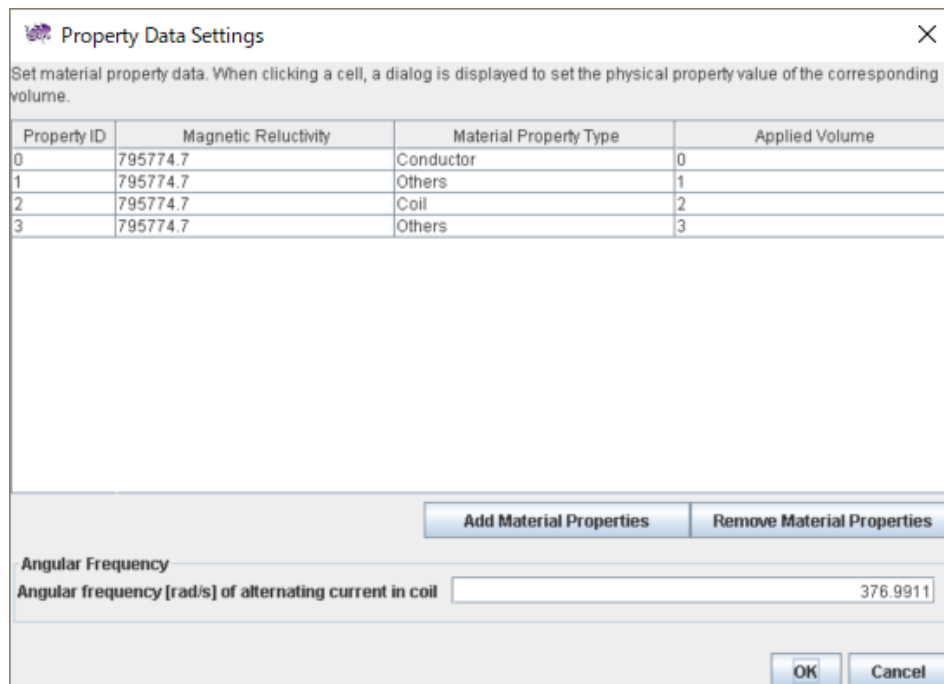 Property Data Settings
Set material property data. When clicking a cell, a dialog is displayed to set the physical property value of the corresponding
volume.
Property ID Magnetic Reluctivity Material Property Type Applied Volume
0 795774.7 Conductor 0
1 795774.7 Others 1
2 795774.7 Coil 2
3 795774.7 Others 3
Add Material Properties Remove Material Properties
Angular Frequency
Angular frequency [rad/s] of alternating current in coil 376.9911
OK Cancel